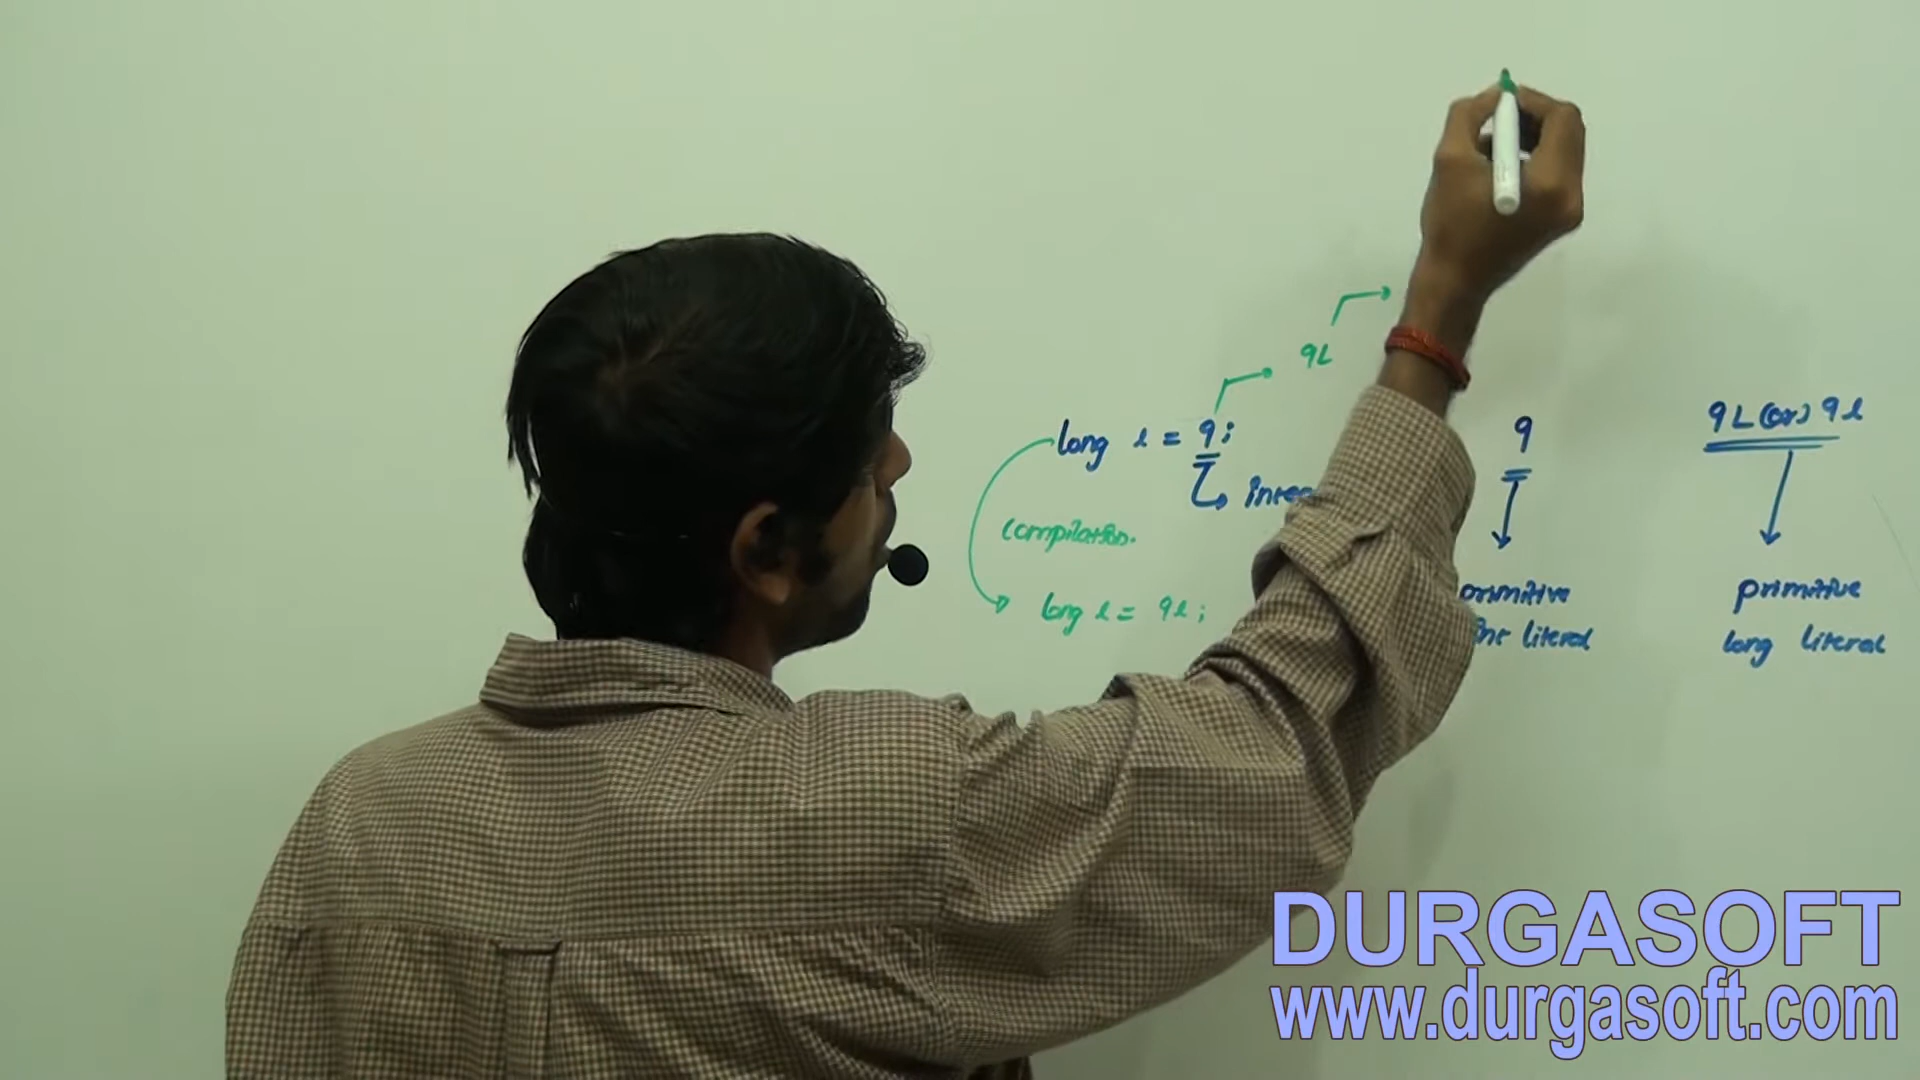 9L
long l = 9;
9
9L (or) 9l
compilation.
long l = 9l;
primitive
int literal
primitive
long literal
DURGASOFT
www.durgasoft.com